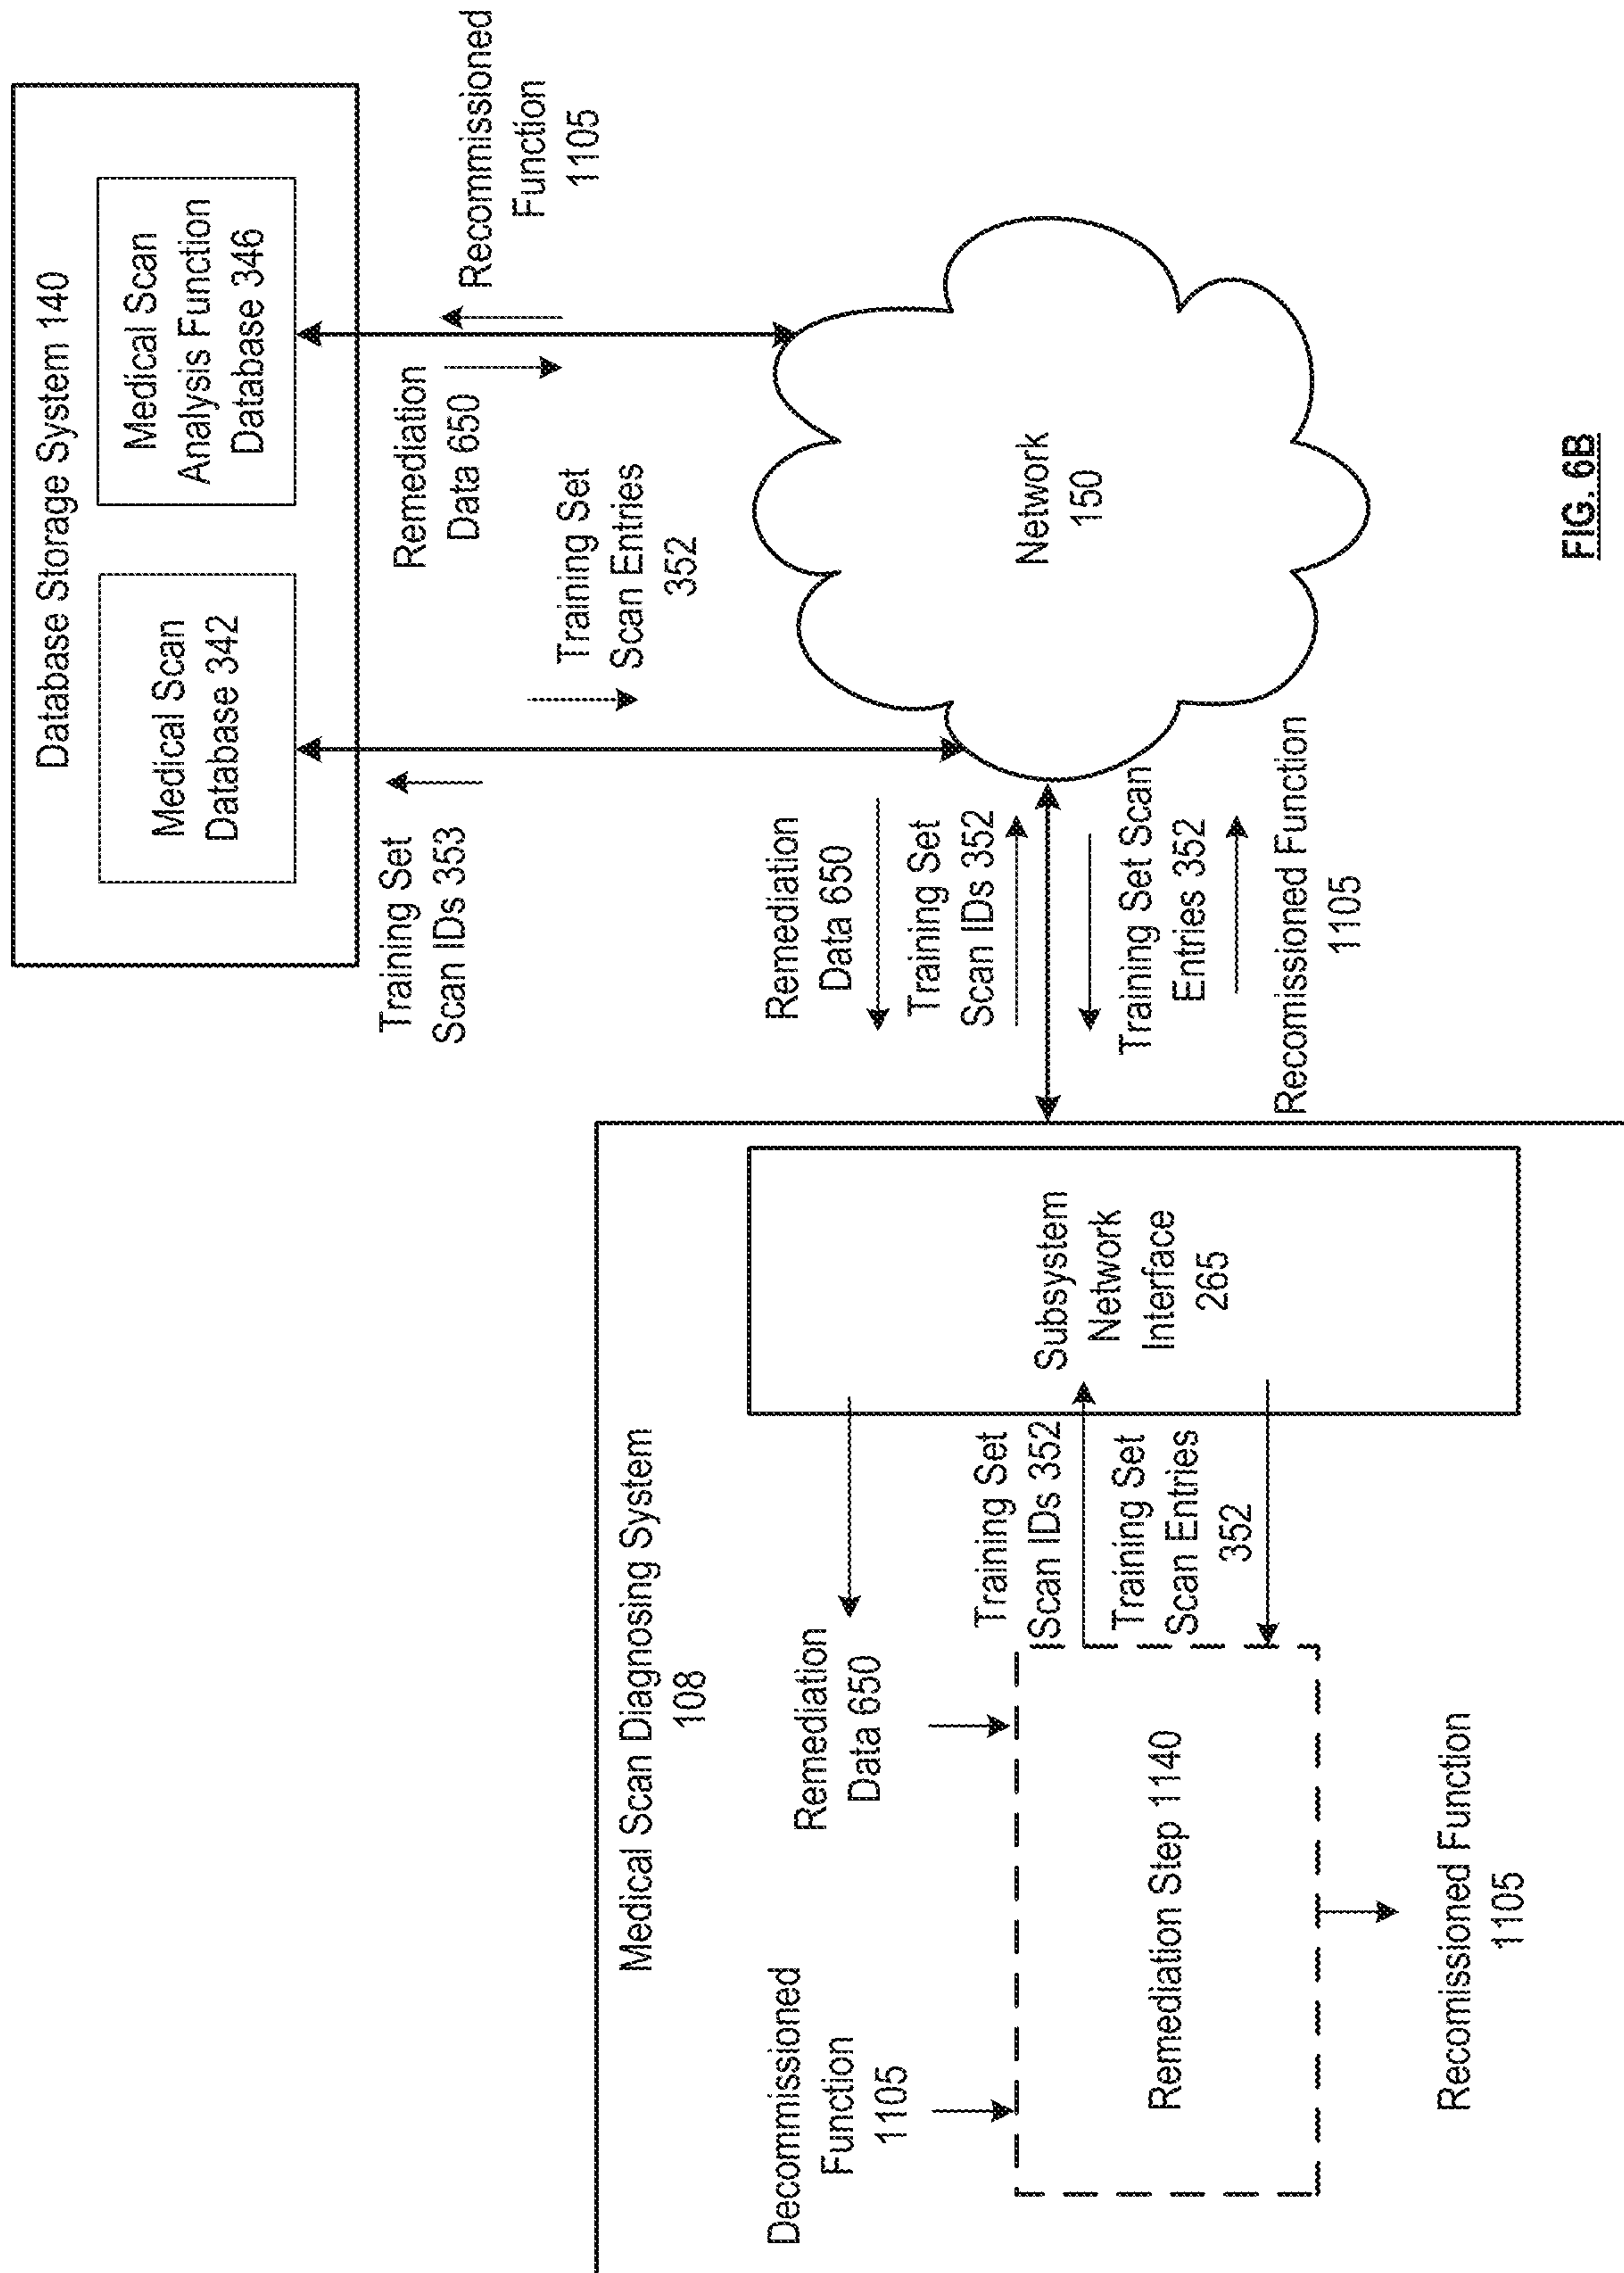 Database Storage System 140
Medical Scan
Database 342
Medical Scan
Analysis Function
Database 346
Training Set
Scan IDs 353
Training Set
Scan Entries
352
Remediation
Data 650
Recommissioned
Function
1105
Network
150
Remediation
Data 650
Training Set
Scan IDs 352
Training Set Scan
Entries 352
Recomissioned Function
1105
Medical Scan Diagnosing System
108
Subsystem
Network
Interface
265
Decommissioned
Function
1105
Remediation
Data 650
Training Set
Scan IDs 352
Training Set
Scan Entries
352
Remediation Step 1140
Recomissioned Function
1105
FIG. 6B